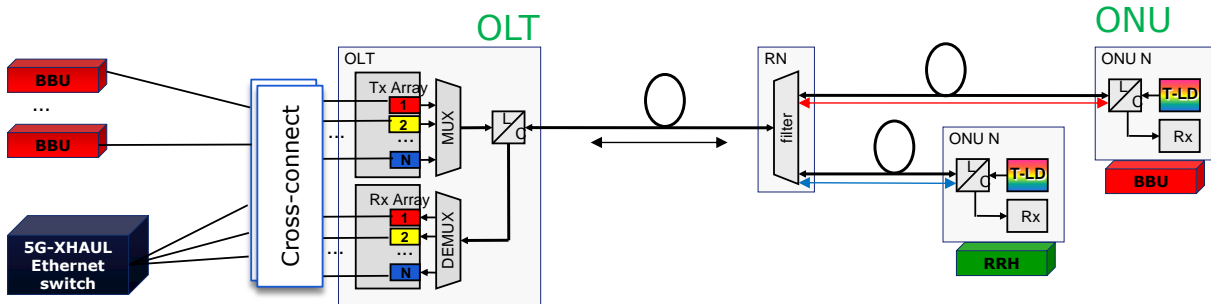 OLT
ONU
BBU
...
BBU
5G-XHAUL
Ethernet
switch
Cross-connect
...
...
OLT
Tx Array
1
2
...
N
MUX
L
C
Rx Array
1
2
...
N
DEMUX
RN
filter
ONU N
L
C
T-LD
Rx
BBU
ONU N
L
C
T-LD
Rx
RRH